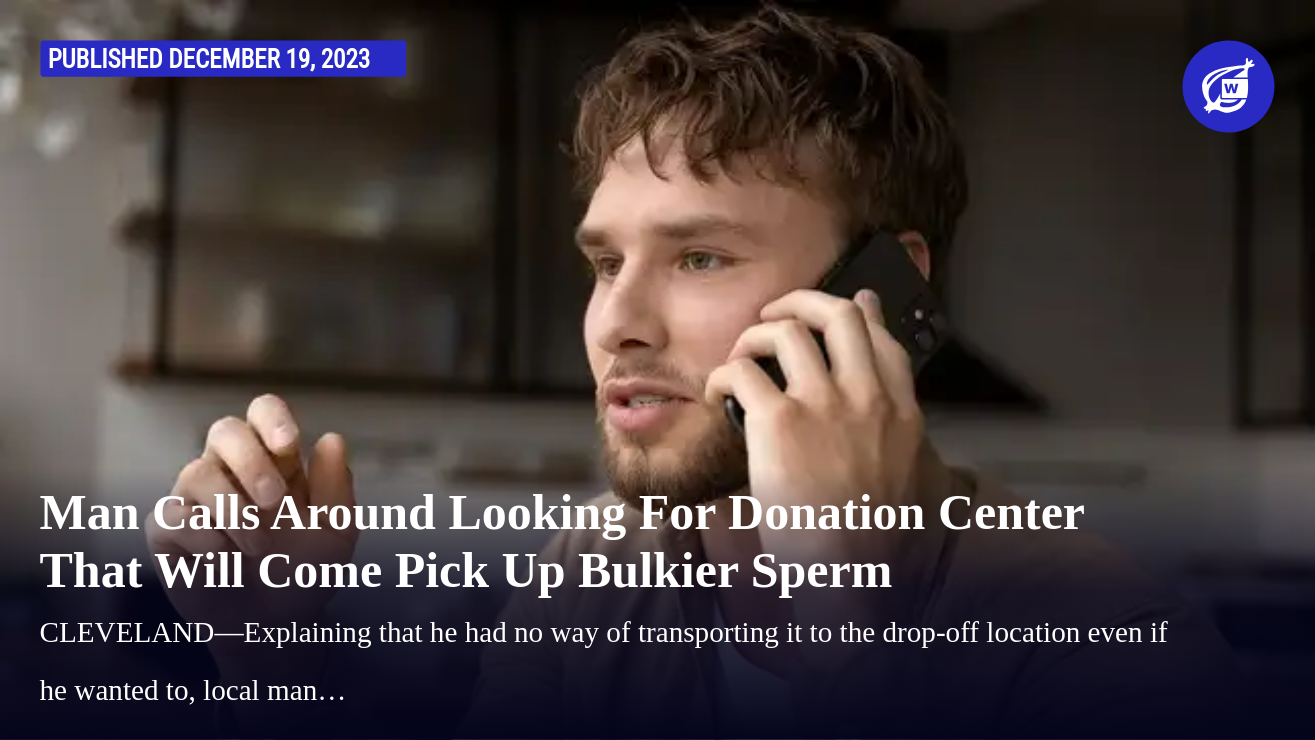 PUBLISHED DECEMBER 19, 2023
W
Man Calls Around Looking For Donation Center
That Will Come Pick Up Bulkier Sperm
CLEVELAND—Explaining that he had no way of transporting it to the drop-off location even if
he wanted to, local man…